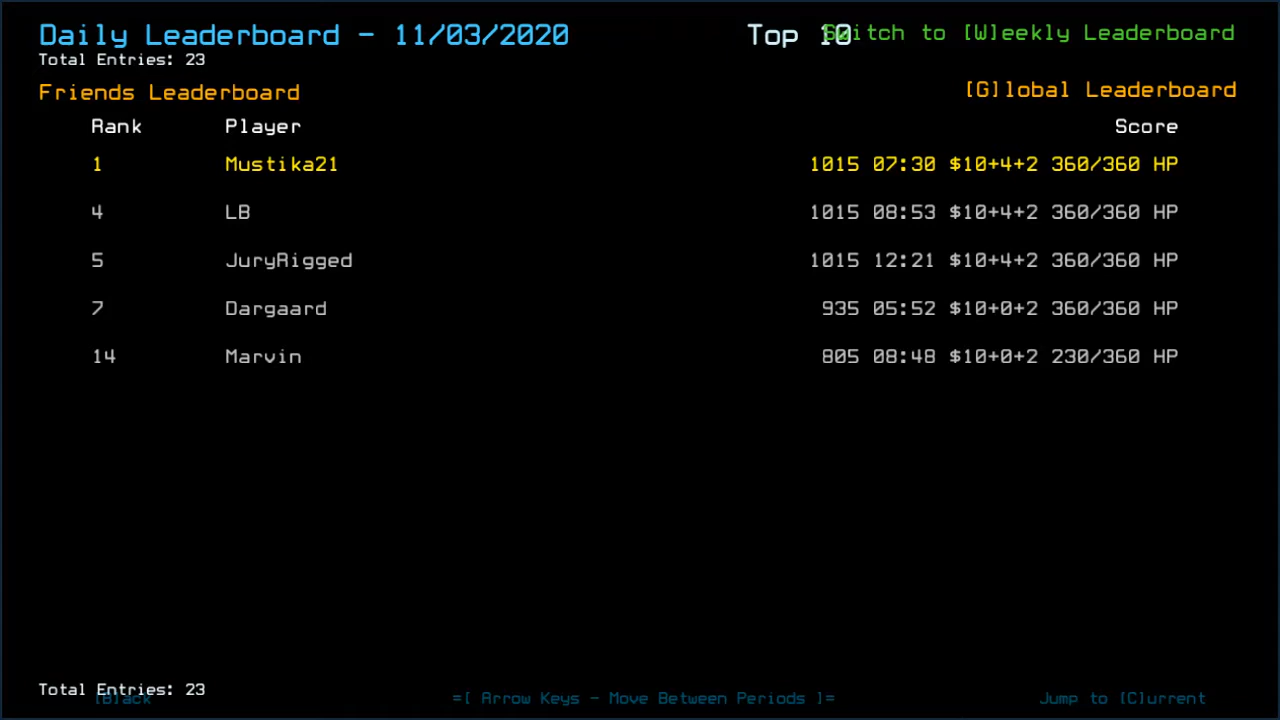 Daily Leaderboard - 11/03/2020
Top 10
Switch to [W]eekly Leaderboard
Total Entries: 23
Friends Leaderboard
[G]lobal Leaderboard
Rank Player Score
1 Mustika21 1015 07:30 $10+4+2 360/360 HP
4 LB 1015 08:53 $10+4+2 360/360 HP
5 JuryRigged 1015 12:21 $10+4+2 360/360 HP
7 Dargaard 935 05:52 $10+0+2 360/360 HP
14 Marvin 805 08:48 $10+0+2 230/360 HP
Total Entries: 23
[B]ack
=[ Arrow Keys - Move Between Periods ]=
Jump to [C]urrent